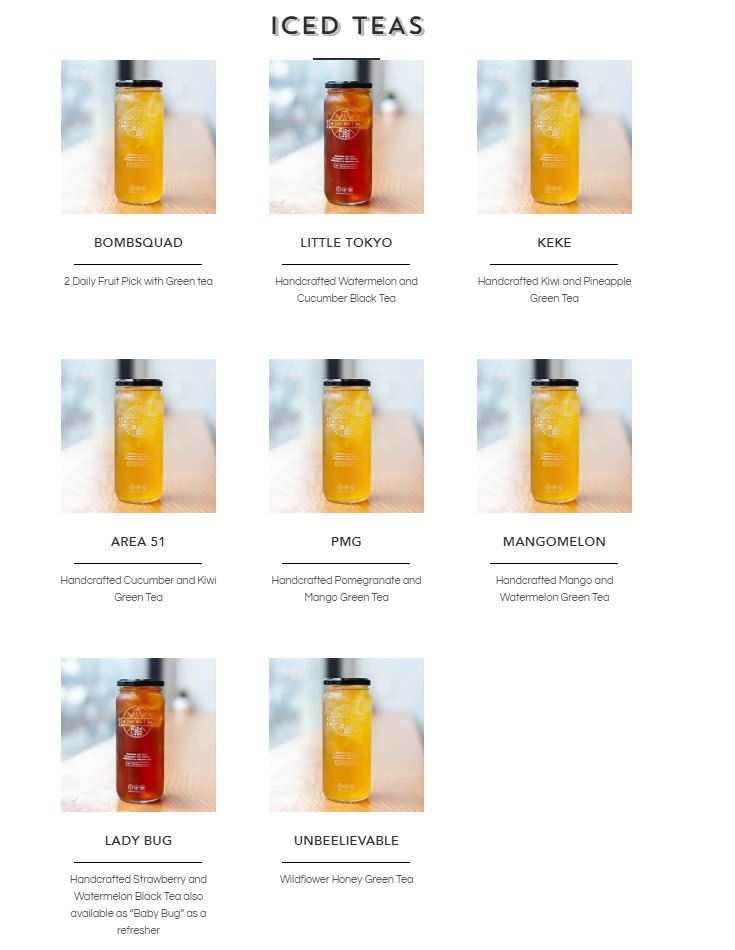 ICED TEAS
BOMBSQUAD
2 Daily Fruit Pick with Green tea
LITTLE TOKYO
Handcrafted Watermelon and
Cucumber Black Tea
KEKE
Handcrafted Kiwi and Pineapple
Green Tea
AREA 51
Handcrafted Cucumber and Kiwi
Green Tea
PMG
Handcrafted Pomegranate and
Mango Green Tea
MANGOMELON
Handcrafted Mango and
Watermelon Green Tea
LADY BUG
Handcrafted Strawberry and
Watermelon Black Tea also
available as “Baby Bug” as a
refresher
UNBEELIEVABLE
Wildflower Honey Green Tea